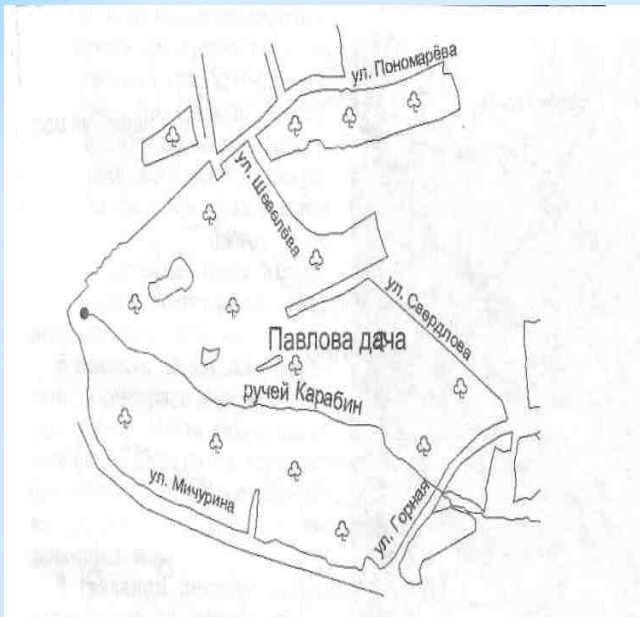 ул. Пономарёва
ул. Шевелёва
ул. Свердлова
Павлова дача
ручей Карабин
ул. Мичурина
ул. Горная